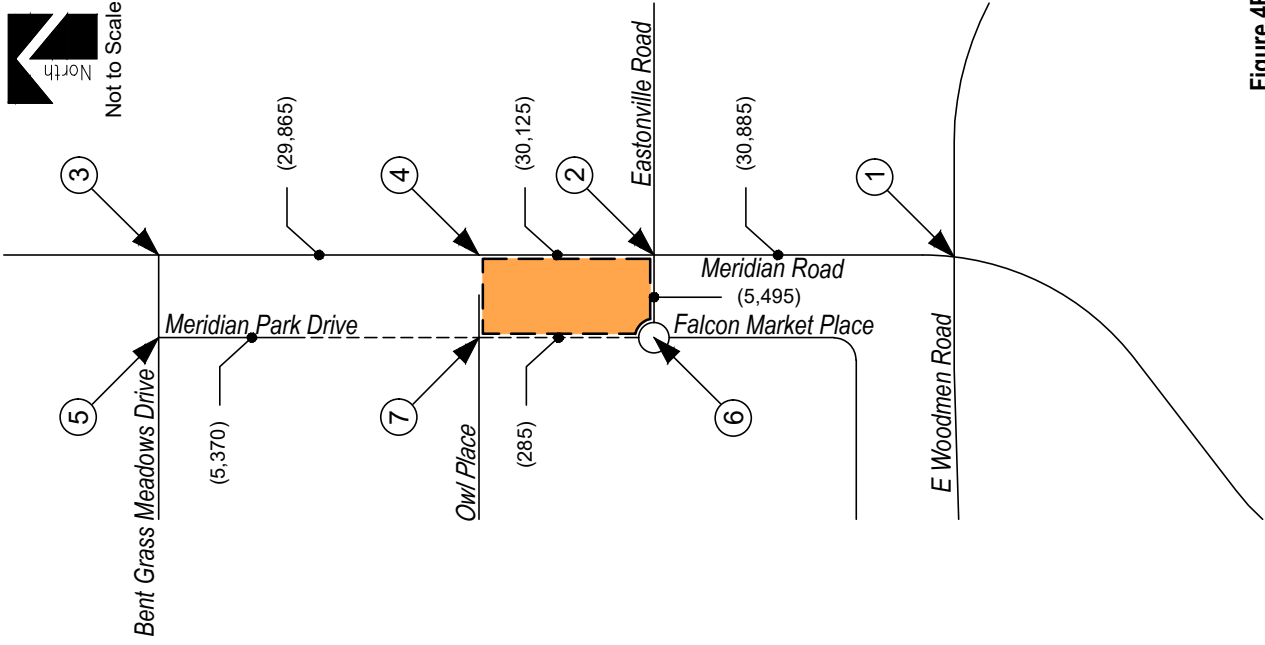 North
Not to Scale
3
(29,865)
4
(30,125)
2
Eastonville Road
(30,885)
1
Meridian Road
(5,495)
Meridian Park Drive
Falcon Market Place
5
Bent Grass Meadows Drive
(5,370)
7
Owl Place
(285)
6
E Woodmen Road